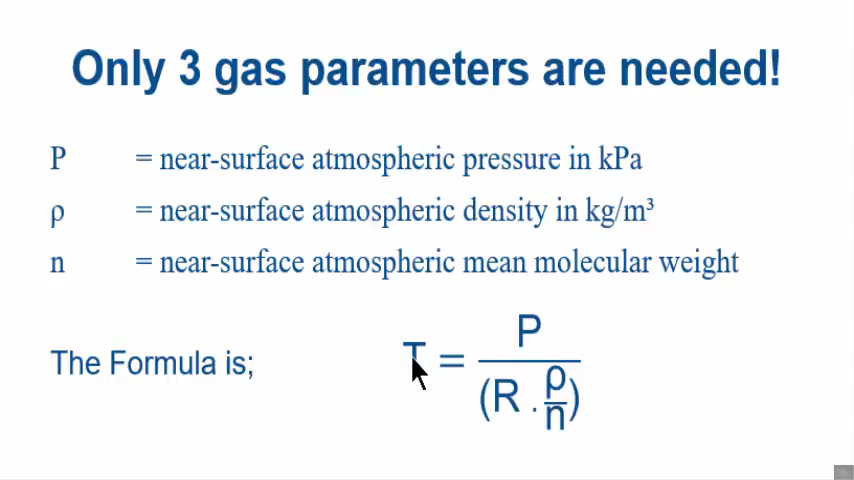 Only 3 gas parameters are needed!
P = near-surface atmospheric pressure in kPa
ρ = near-surface atmospheric density in kg/m³
n = near-surface atmospheric mean molecular weight
The Formula is;
T = P
(R . ρ
n)